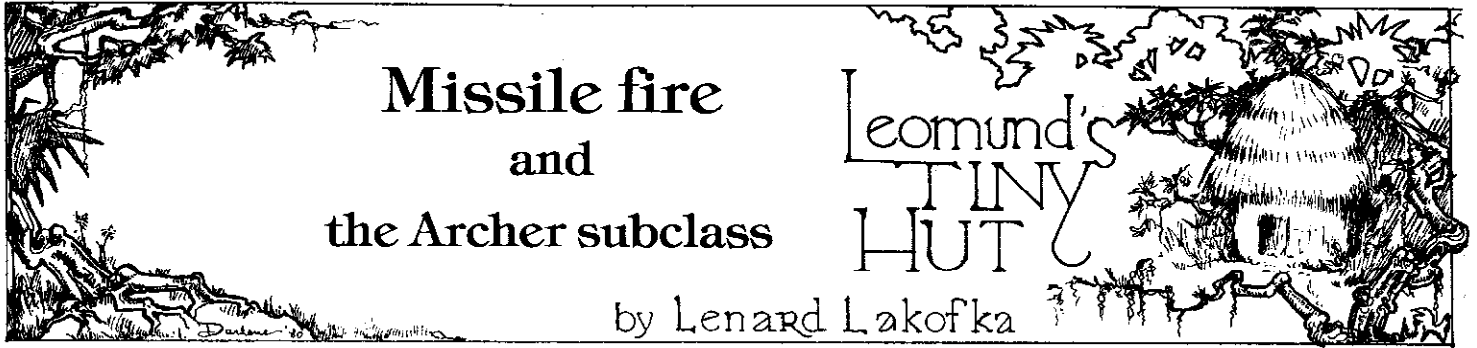 Missile fire
and
the Archer subclass
Leomund's
TINY
HUT
by Lenard Lakofka
Darlene '80